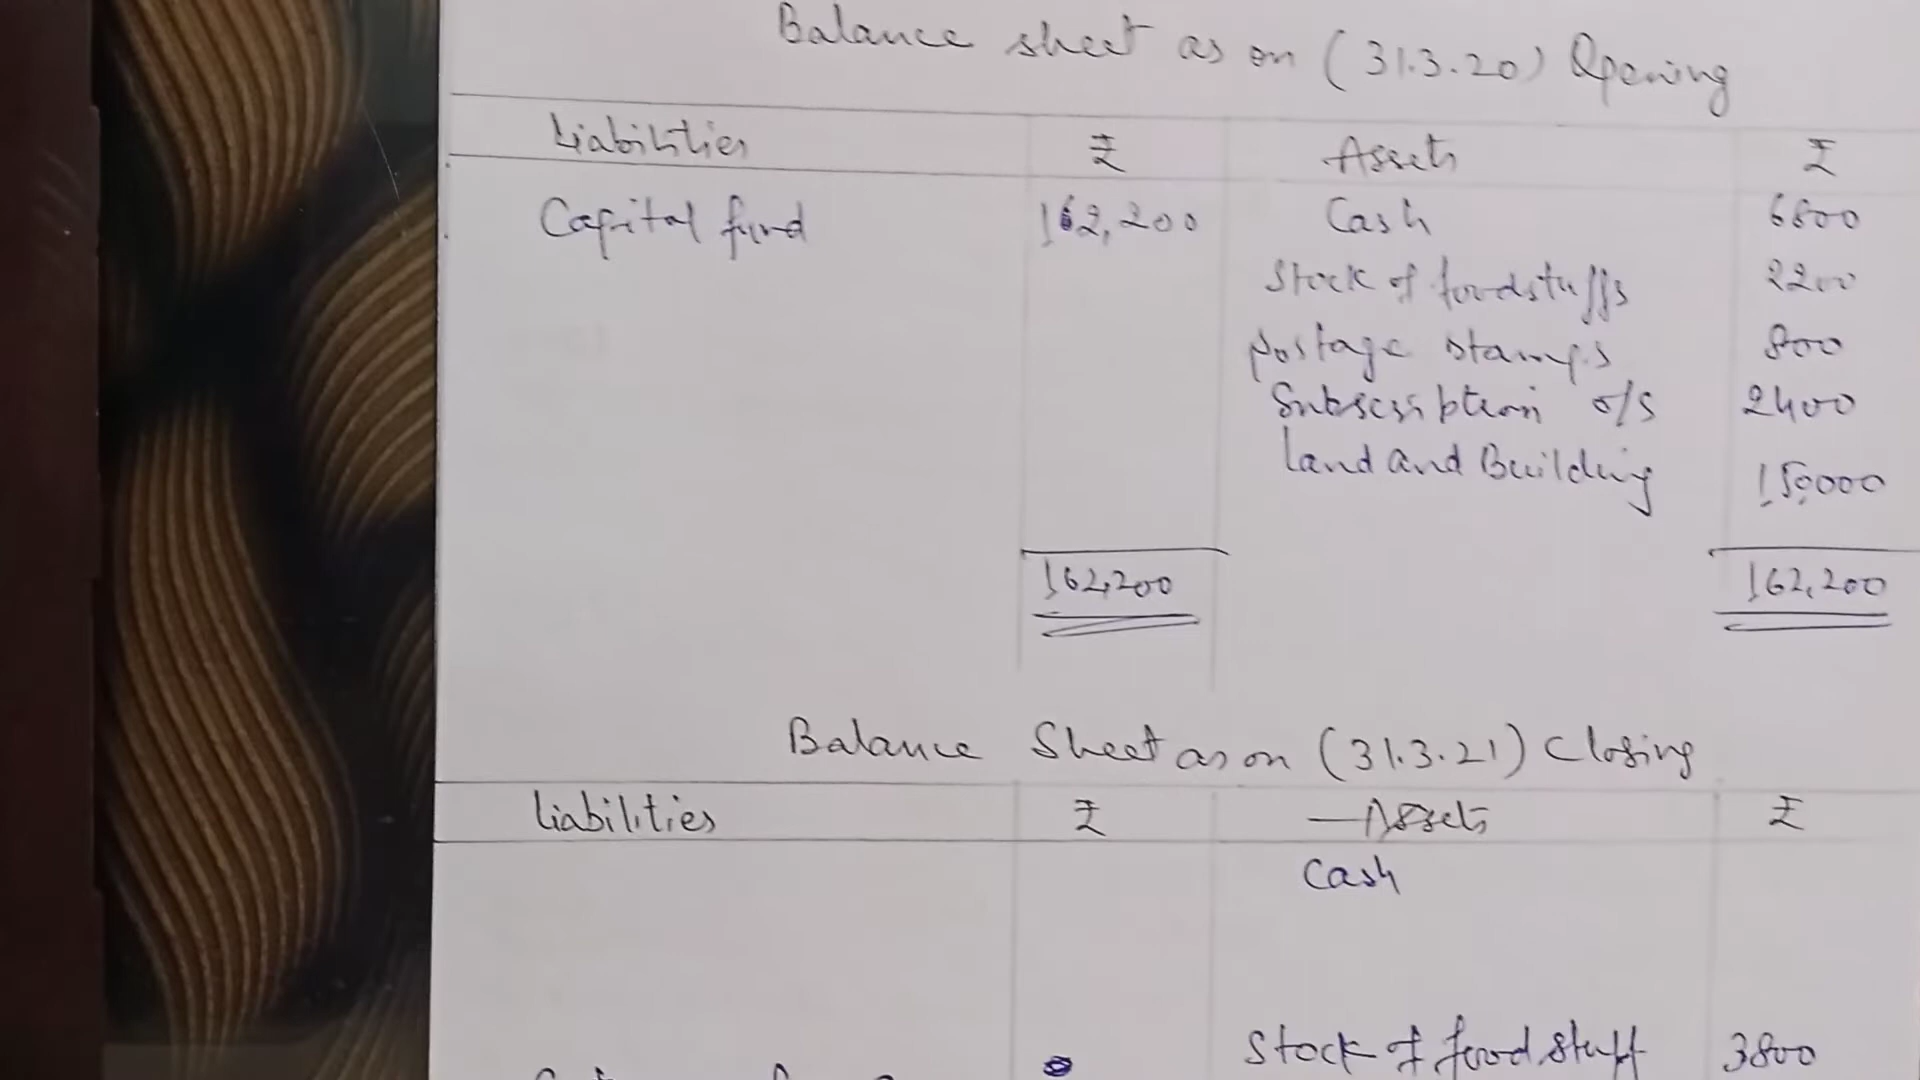 Balance sheet as on (31.3.20) Opening
Liabilities ₹ Assets ₹
Capital fund 162,200 Cash 6800
Stock of foodstuffs 2200
postage stamps 800
Subscribtion o/s 2400
land and Building 150000
162,200 162,200
Balance Sheet as on (31.3.21) Closing
Liabilities ₹ Assets ₹
Cash
Stock of food stuff 3800